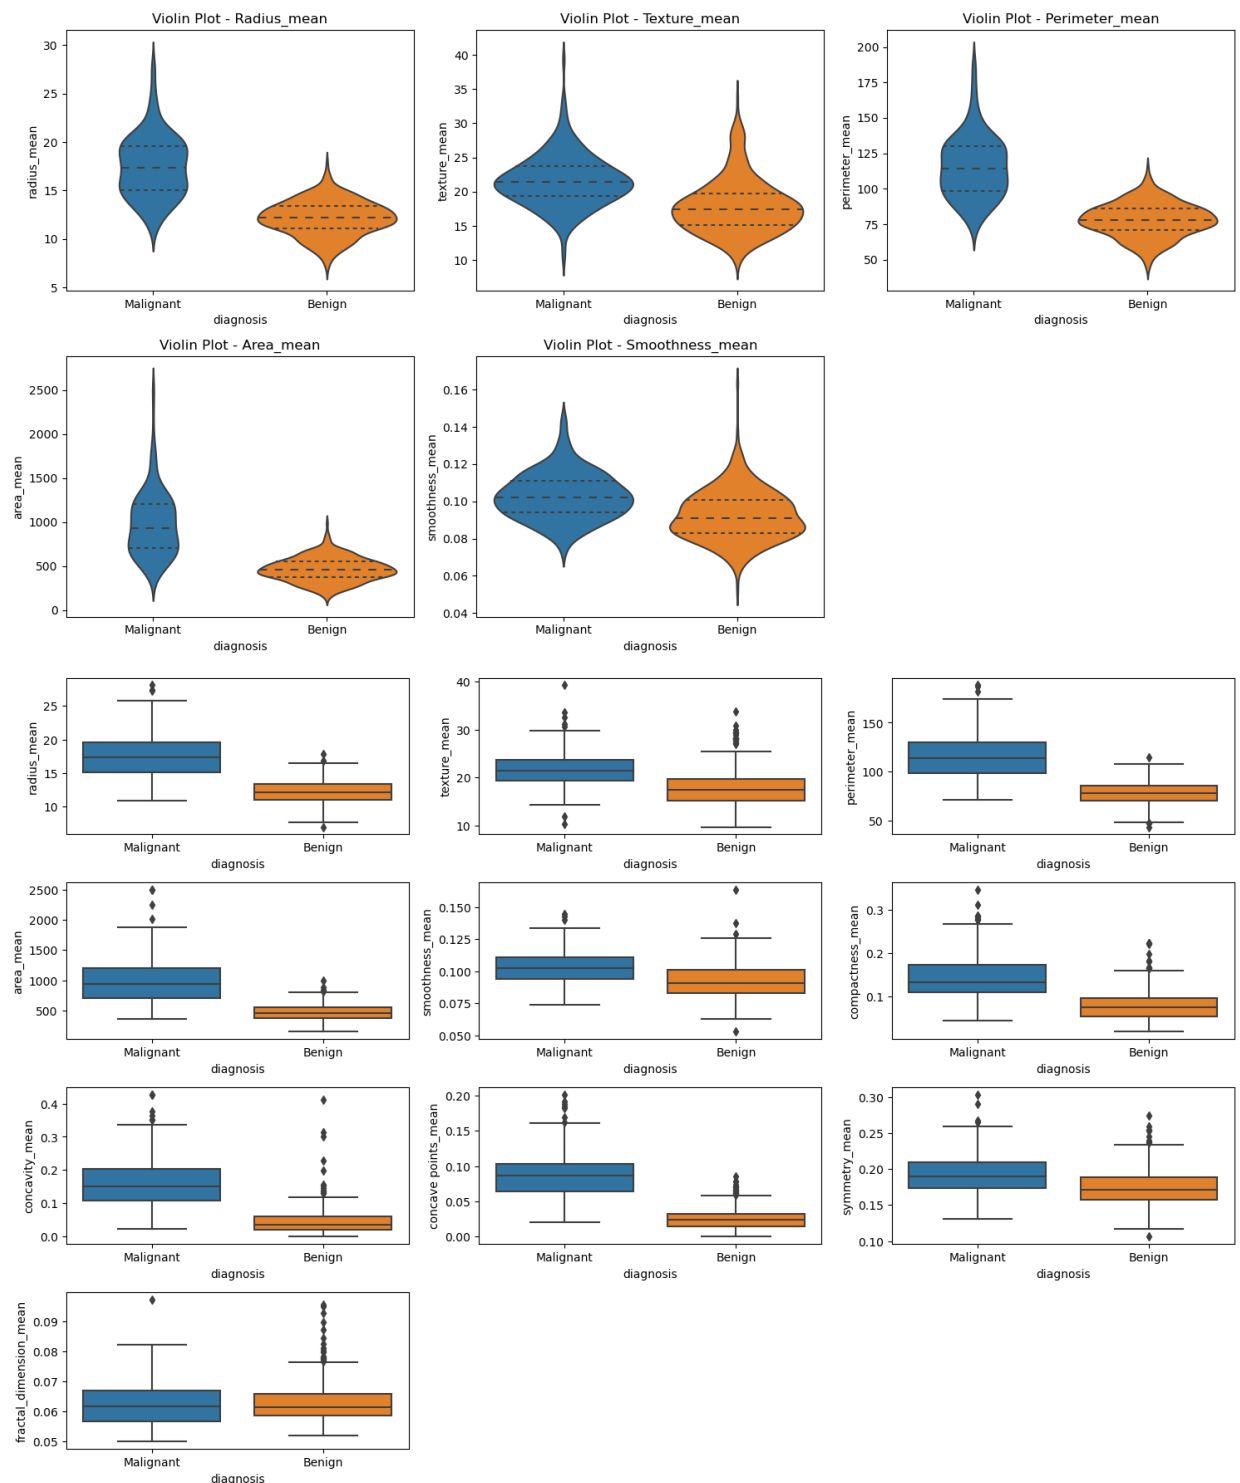 Violin Plot - Radius_mean
radius_mean
30
25
20
15
10
5
Malignant Benign
diagnosis
Violin Plot - Texture_mean
texture_mean
40
35
30
25
20
15
10
Malignant Benign
diagnosis
Violin Plot - Perimeter_mean
perimeter_mean
200
175
150
125
100
75
50
Malignant Benign
diagnosis
Violin Plot - Area_mean
area_mean
2500
2000
1500
1000
500
0
Malignant Benign
diagnosis
Violin Plot - Smoothness_mean
smoothness_mean
0.16
0.14
0.12
0.10
0.08
0.06
0.04
Malignant Benign
diagnosis
radius_mean
25
20
15
10
Malignant Benign
diagnosis
texture_mean
40
30
20
10
Malignant Benign
diagnosis
perimeter_mean
150
100
50
Malignant Benign
diagnosis
area_mean
2500
2000
1500
1000
500
Malignant Benign
diagnosis
smoothness_mean
0.150
0.125
0.100
0.075
0.050
Malignant Benign
diagnosis
compactness_mean
0.3
0.2
0.1
Malignant Benign
diagnosis
concavity_mean
0.4
0.3
0.2
0.1
0.0
Malignant Benign
diagnosis
concave points_mean
0.20
0.15
0.10
0.05
0.00
Malignant Benign
diagnosis
symmetry_mean
0.30
0.25
0.20
0.15
0.10
Malignant Benign
diagnosis
fractal_dimension_mean
0.09
0.08
0.07
0.06
0.05
Malignant Benign
diagnosis